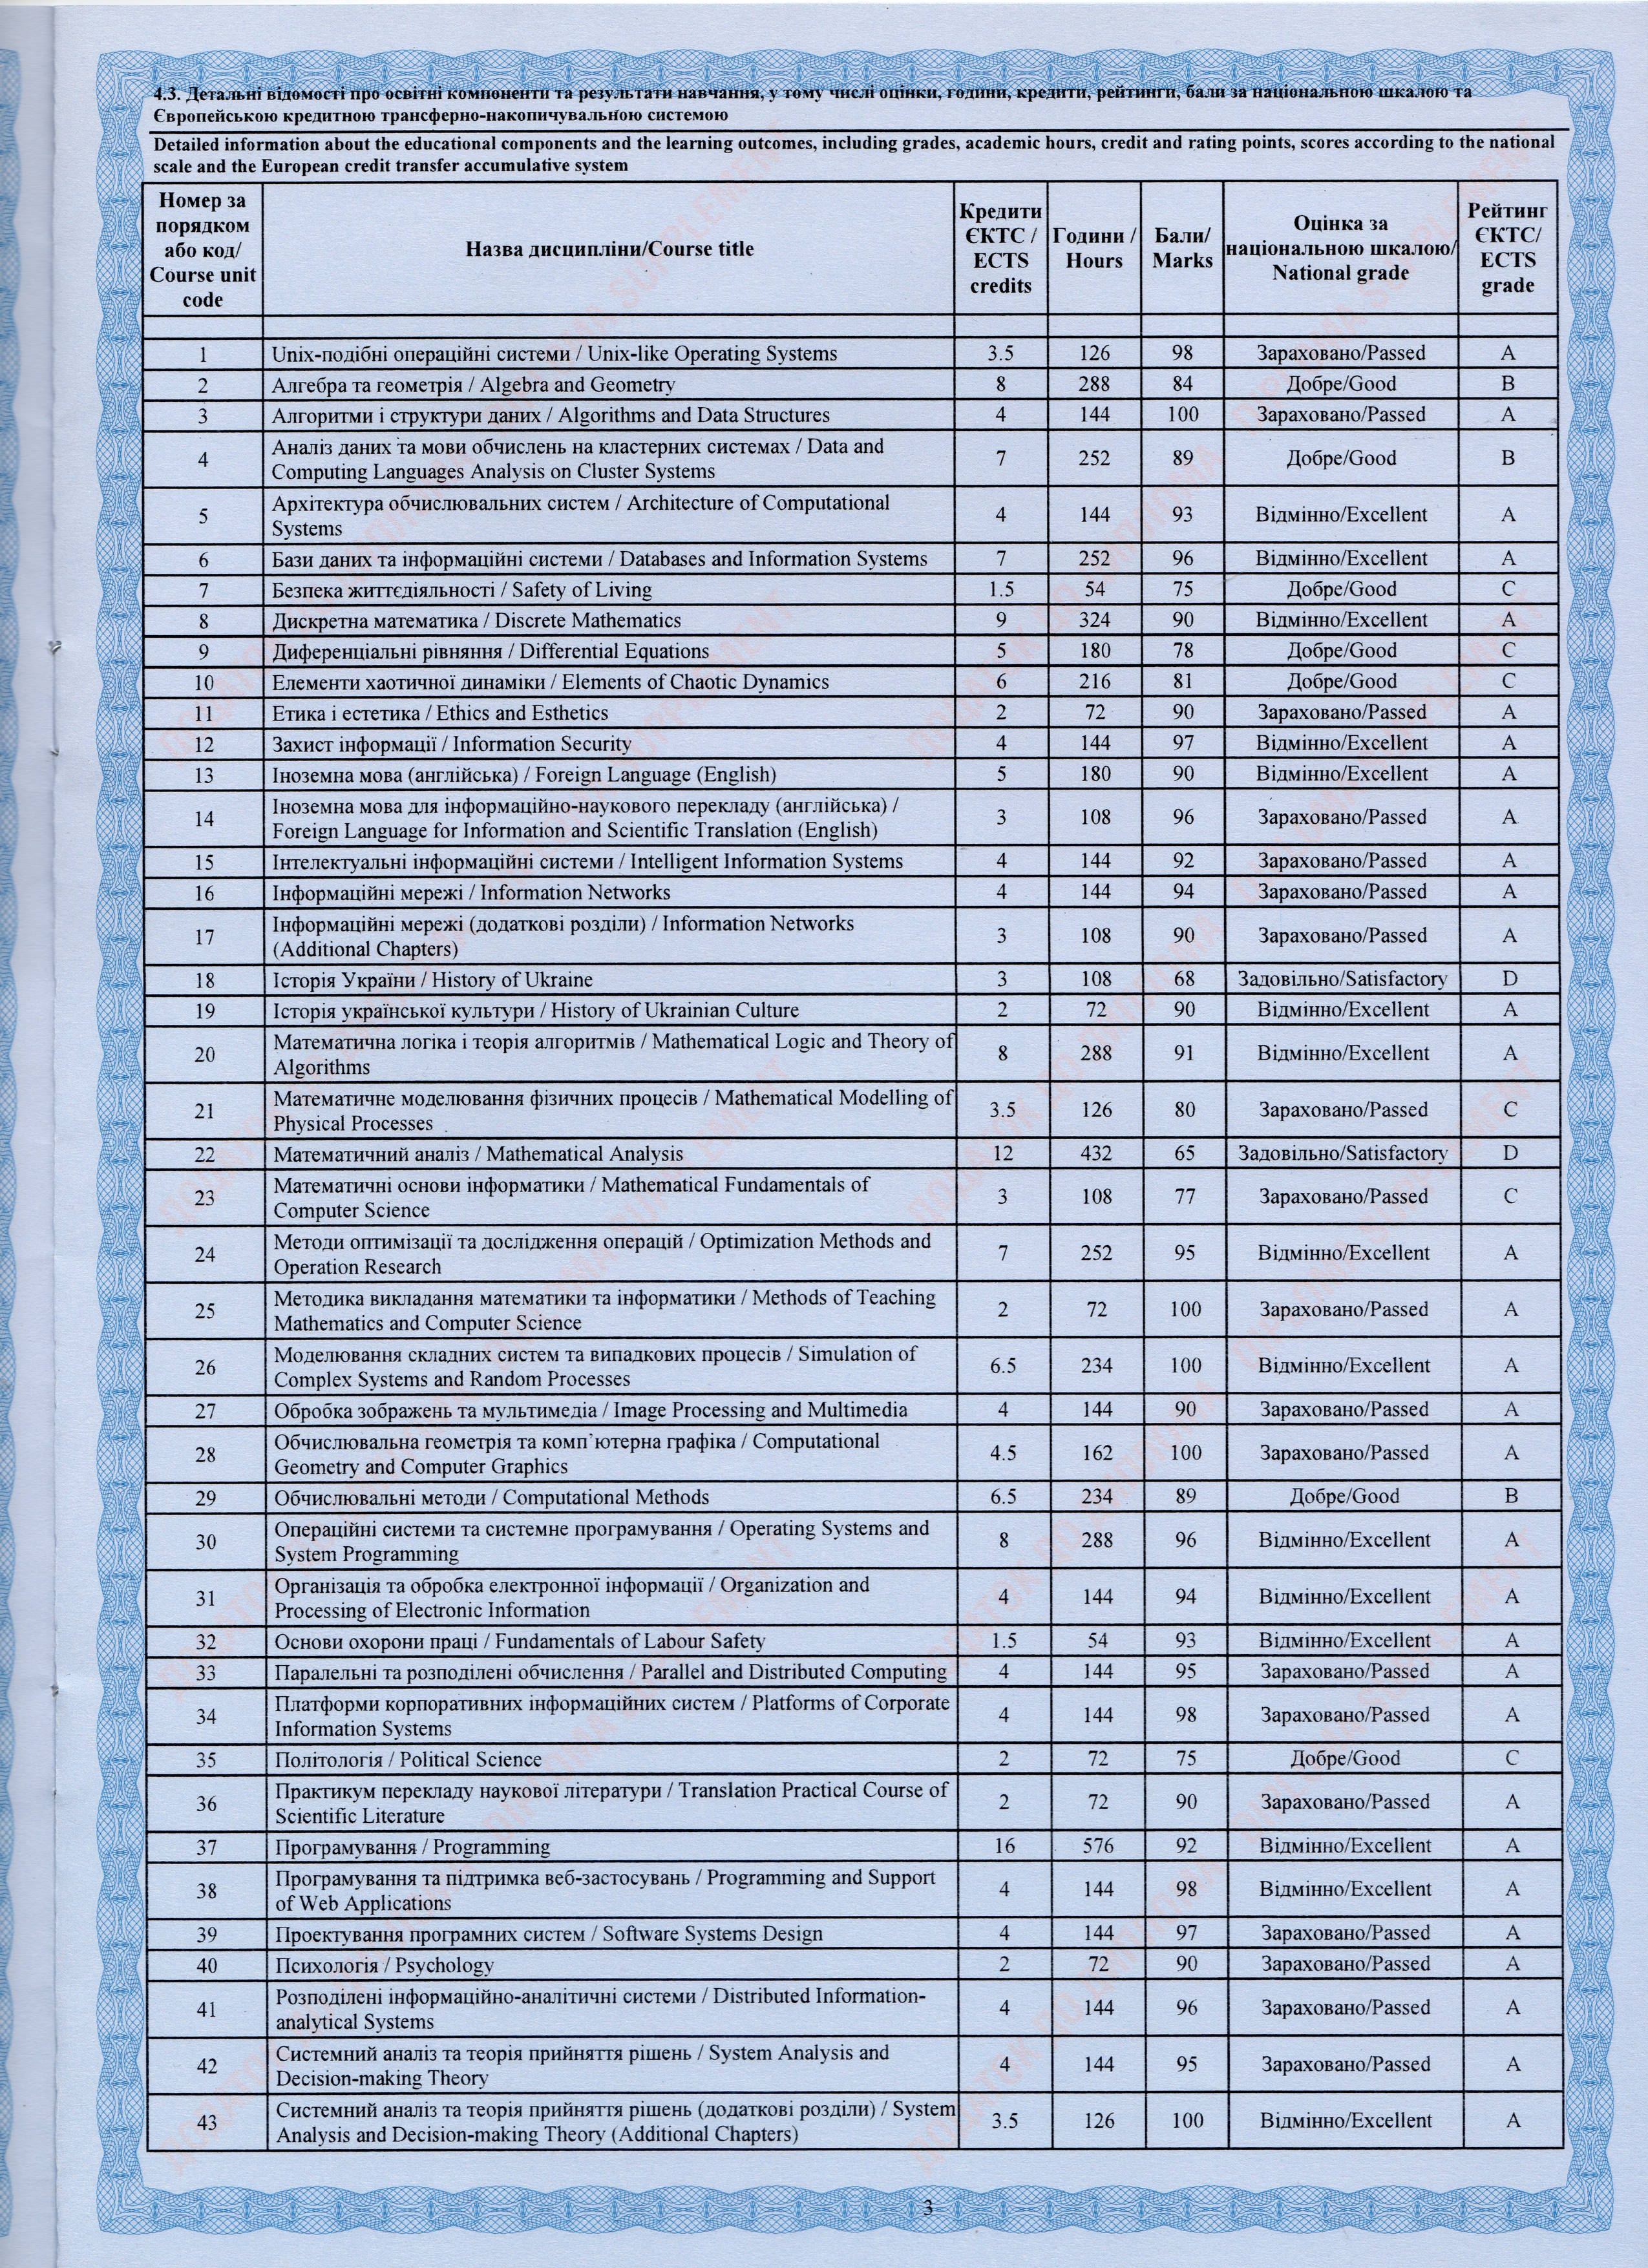 4.3. Детальні відомості про освітні компоненти та результати навчання, у тому числі оцінки, години, кредити, рейтинги, бали за національною шкалою та
Європейською кредитною трансферно-накопичувальною системою
Detailed information about the educational components and the learning outcomes, including grades, academic hours, credit and rating points, scores according to the national
scale and the European credit transfer accumulative system
Номер за порядком або код/ Course unit code | Назва дисципліни/Course title | Кредити ЄКТС / ECTS credits | Години / Hours | Бали/ Marks | Оцінка за національною шкалою/ National grade | Рейтинг ЄКТС/ ECTS grade
1 Unix-подібні операційні системи / Unix-like Operating Systems 3.5 126 98 Зараховано/Passed A
2 Алгебра та геометрія / Algebra and Geometry 8 288 84 Добре/Good B
3 Алгоритми і структури даних / Algorithms and Data Structures 4 144 100 Зараховано/Passed A
4 Аналіз даних та мови обчислень на кластерних системах / Data and
Computing Languages Analysis on Cluster Systems 7 252 89 Добре/Good B
5 Архітектура обчислювальних систем / Architecture of Computational
Systems 4 144 93 Відмінно/Excellent A
6 Бази даних та інформаційні системи / Databases and Information Systems 7 252 96 Відмінно/Excellent A
7 Безпека життєдіяльності / Safety of Living 1.5 54 75 Добре/Good C
8 Дискретна математика / Discrete Mathematics 9 324 90 Відмінно/Excellent A
9 Диференціальні рівняння / Differential Equations 5 180 78 Добре/Good C
10 Елементи хаотичної динаміки / Elements of Chaotic Dynamics 6 216 81 Добре/Good C
11 Етика і естетика / Ethics and Esthetics 2 72 90 Зараховано/Passed A
12 Захист інформації / Information Security 4 144 97 Відмінно/Excellent A
13 Іноземна мова (англійська) / Foreign Language (English) 5 180 90 Відмінно/Excellent A
14 Іноземна мова для інформаційно-наукового перекладу (англійська) /
Foreign Language for Information and Scientific Translation (English) 3 108 96 Зараховано/Passed A
15 Інтелектуальні інформаційні системи / Intelligent Information Systems 4 144 92 Зараховано/Passed A
16 Інформаційні мережі / Information Networks 4 144 94 Зараховано/Passed A
17 Інформаційні мережі (додаткові розділи) / Information Networks
(Additional Chapters) 3 108 90 Зараховано/Passed A
18 Історія України / History of Ukraine 3 108 68 Задовільно/Satisfactory D
19 Історія української культури / History of Ukrainian Culture 2 72 90 Відмінно/Excellent A
20 Математична логіка і теорія алгоритмів / Mathematical Logic and Theory of
Algorithms 8 288 91 Відмінно/Excellent A
21 Математичне моделювання фізичних процесів / Mathematical Modelling of
Physical Processes 3.5 126 80 Зараховано/Passed C
22 Математичний аналіз / Mathematical Analysis 12 432 65 Задовільно/Satisfactory D
23 Математичні основи інформатики / Mathematical Fundamentals of
Computer Science 3 108 77 Зараховано/Passed C
24 Методи оптимізації та дослідження операцій / Optimization Methods and
Operation Research 7 252 95 Відмінно/Excellent A
25 Методика викладання математики та інформатики / Methods of Teaching
Mathematics and Computer Science 2 72 100 Зараховано/Passed A
26 Моделювання складних систем та випадкових процесів / Simulation of
Complex Systems and Random Processes 6.5 234 100 Відмінно/Excellent A
27 Обробка зображень та мультимедіа / Image Processing and Multimedia 4 144 90 Зараховано/Passed A
28 Обчислювальна геометрія та комп'ютерна графіка / Computational
Geometry and Computer Graphics 4.5 162 100 Зараховано/Passed A
29 Обчислювальні методи / Computational Methods 6.5 234 89 Добре/Good B
30 Операційні системи та системне програмування / Operating Systems and
System Programming 8 288 96 Відмінно/Excellent A
31 Організація та обробка електронної інформації / Organization and
Processing of Electronic Information 4 144 94 Відмінно/Excellent A
32 Основи охорони праці / Fundamentals of Labour Safety 1.5 54 93 Відмінно/Excellent A
33 Паралельні та розподілені обчислення / Parallel and Distributed Computing 4 144 95 Зараховано/Passed A
34 Платформи корпоративних інформаційних систем / Platforms of Corporate
Information Systems 4 144 98 Зараховано/Passed A
35 Політологія / Political Science 2 72 75 Добре/Good C
36 Практикум перекладу наукової літератури / Translation Practical Course of
Scientific Literature 2 72 90 Зараховано/Passed A
37 Програмування / Programming 16 576 92 Відмінно/Excellent A
38 Програмування та підтримка веб-застосувань / Programming and Support
of Web Applications 4 144 98 Відмінно/Excellent A
39 Проектування програмних систем / Software Systems Design 4 144 97 Зараховано/Passed A
40 Психологія / Psychology 2 72 90 Зараховано/Passed A
41 Розподілені інформаційно-аналітичні системи / Distributed Information-
analytical Systems 4 144 96 Зараховано/Passed A
42 Системний аналіз та теорія прийняття рішень / System Analysis and
Decision-making Theory 4 144 95 Зараховано/Passed A
43 Системний аналіз та теорія прийняття рішень (додаткові розділи) / System
Analysis and Decision-making Theory (Additional Chapters) 3.5 126 100 Відмінно/Excellent A
3